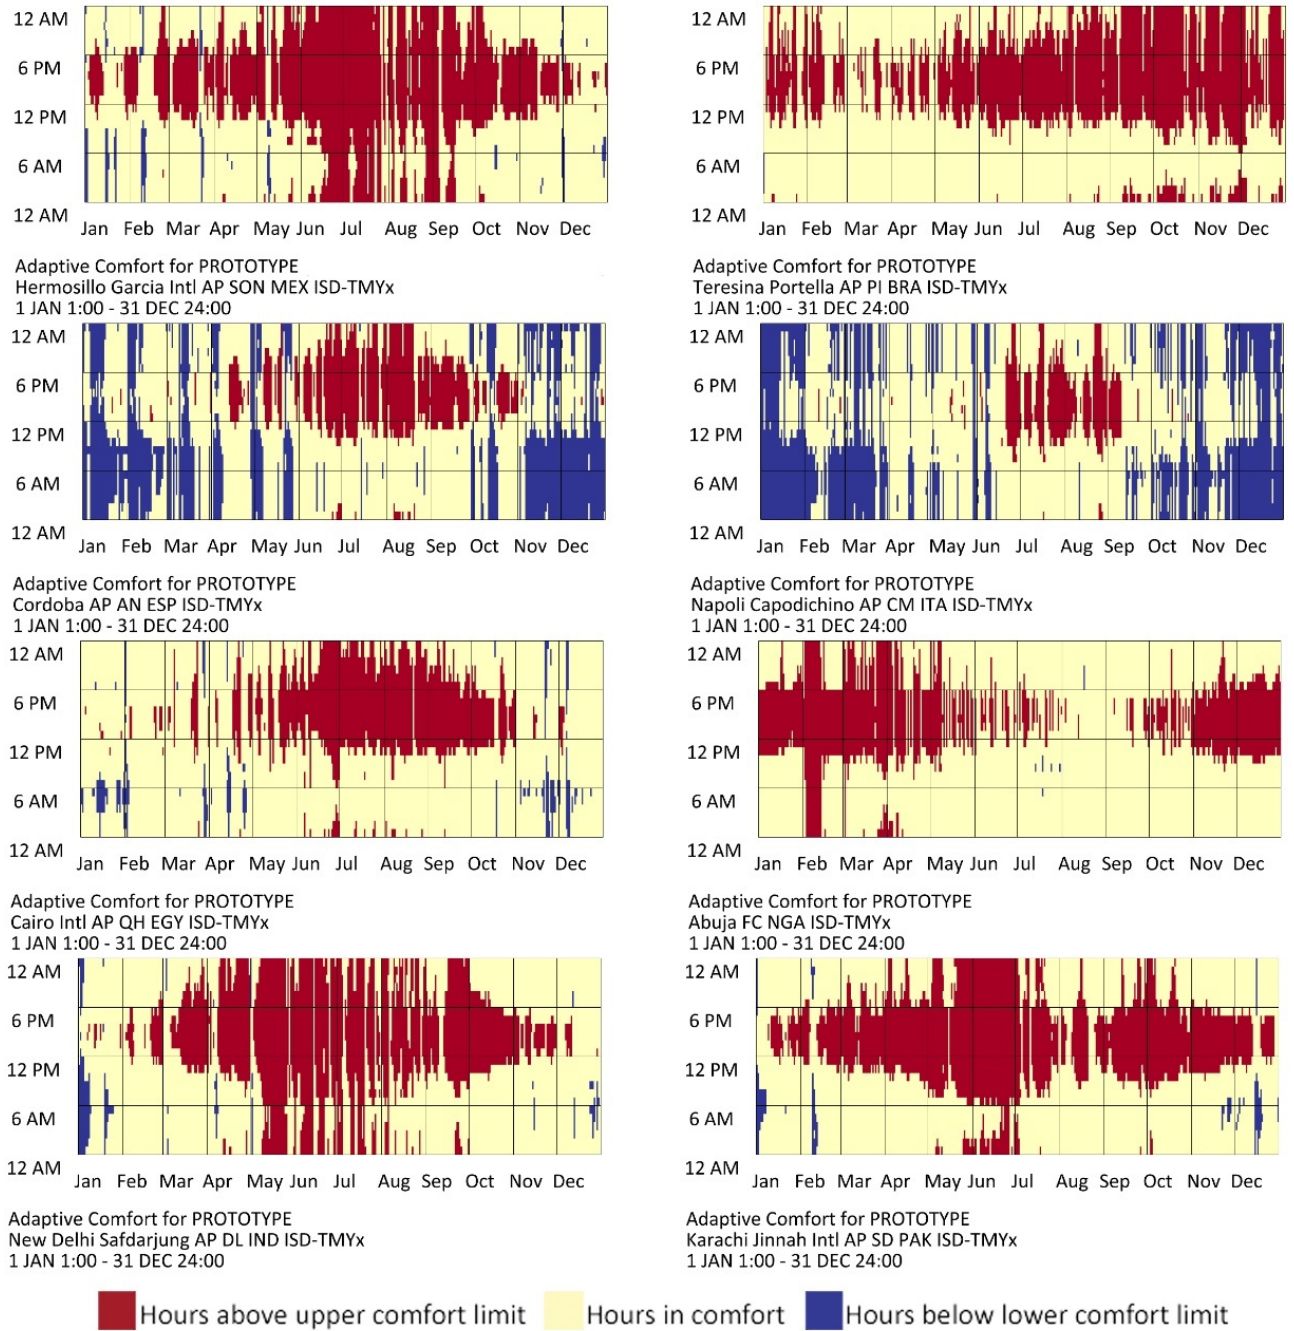 12 AM
6 PM
12 PM
6 AM
12 AM
Jan Feb Mar Apr May Jun Jul Aug Sep Oct Nov Dec
Adaptive Comfort for PROTOTYPE
Hermosillo Garcia Intl AP SON MEX ISD-TMYx
1 JAN 1:00 - 31 DEC 24:00
12 AM
6 PM
12 PM
6 AM
12 AM
Jan Feb Mar Apr May Jun Jul Aug Sep Oct Nov Dec
Adaptive Comfort for PROTOTYPE
Teresina Portella AP PI BRA ISD-TMYx
1 JAN 1:00 - 31 DEC 24:00
12 AM
6 PM
12 PM
6 AM
12 AM
Jan Feb Mar Apr May Jun Jul Aug Sep Oct Nov Dec
Adaptive Comfort for PROTOTYPE
Cordoba AP AN ESP ISD-TMYx
1 JAN 1:00 - 31 DEC 24:00
12 AM
6 PM
12 PM
6 AM
12 AM
Jan Feb Mar Apr May Jun Jul Aug Sep Oct Nov Dec
Adaptive Comfort for PROTOTYPE
Napoli Capodichino AP CM ITA ISD-TMYx
1 JAN 1:00 - 31 DEC 24:00
12 AM
6 PM
12 PM
6 AM
12 AM
Jan Feb Mar Apr May Jun Jul Aug Sep Oct Nov Dec
Adaptive Comfort for PROTOTYPE
Cairo Intl AP QH EGY ISD-TMYx
1 JAN 1:00 - 31 DEC 24:00
12 AM
6 PM
12 PM
6 AM
12 AM
Jan Feb Mar Apr May Jun Jul Aug Sep Oct Nov Dec
Adaptive Comfort for PROTOTYPE
Abuja FC NGA ISD-TMYx
1 JAN 1:00 - 31 DEC 24:00
12 AM
6 PM
12 PM
6 AM
12 AM
Jan Feb Mar Apr May Jun Jul Aug Sep Oct Nov Dec
Adaptive Comfort for PROTOTYPE
New Delhi Safdarjung AP DL IND ISD-TMYx
1 JAN 1:00 - 31 DEC 24:00
12 AM
6 PM
12 PM
6 AM
12 AM
Jan Feb Mar Apr May Jun Jul Aug Sep Oct Nov Dec
Adaptive Comfort for PROTOTYPE
Karachi Jinnah Intl AP SD PAK ISD-TMYx
1 JAN 1:00 - 31 DEC 24:00
Hours above upper comfort limit Hours in comfort Hours below lower comfort limit